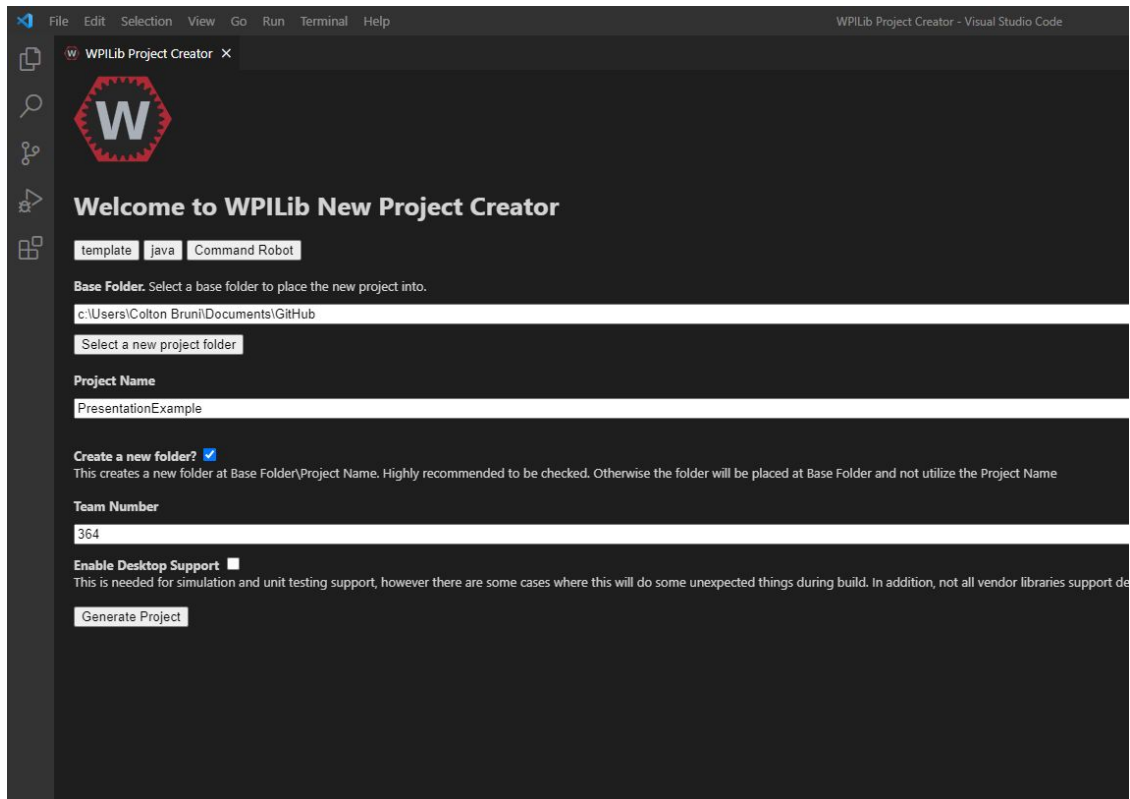 File Edit Selection View Go Run Terminal Help WPILib Project Creator - Visual Studio Code
W WPILib Project Creator
W
Welcome to WPILib New Project Creator
template java Command Robot
Base Folder. Select a base folder to place the new project into.
c:\Users\Colton Bruni\Documents\GitHub
Select a new project folder
Project Name
PresentationExample
Create a new folder?
This creates a new folder at Base Folder\Project Name. Highly recommended to be checked. Otherwise the folder will be placed at Base Folder and not utilize the Project Name
Team Number
364
Enable Desktop Support
This is needed for simulation and unit testing support, however there are some cases where this will do some unexpected things during build. In addition, not all vendor libraries support de
Generate Project